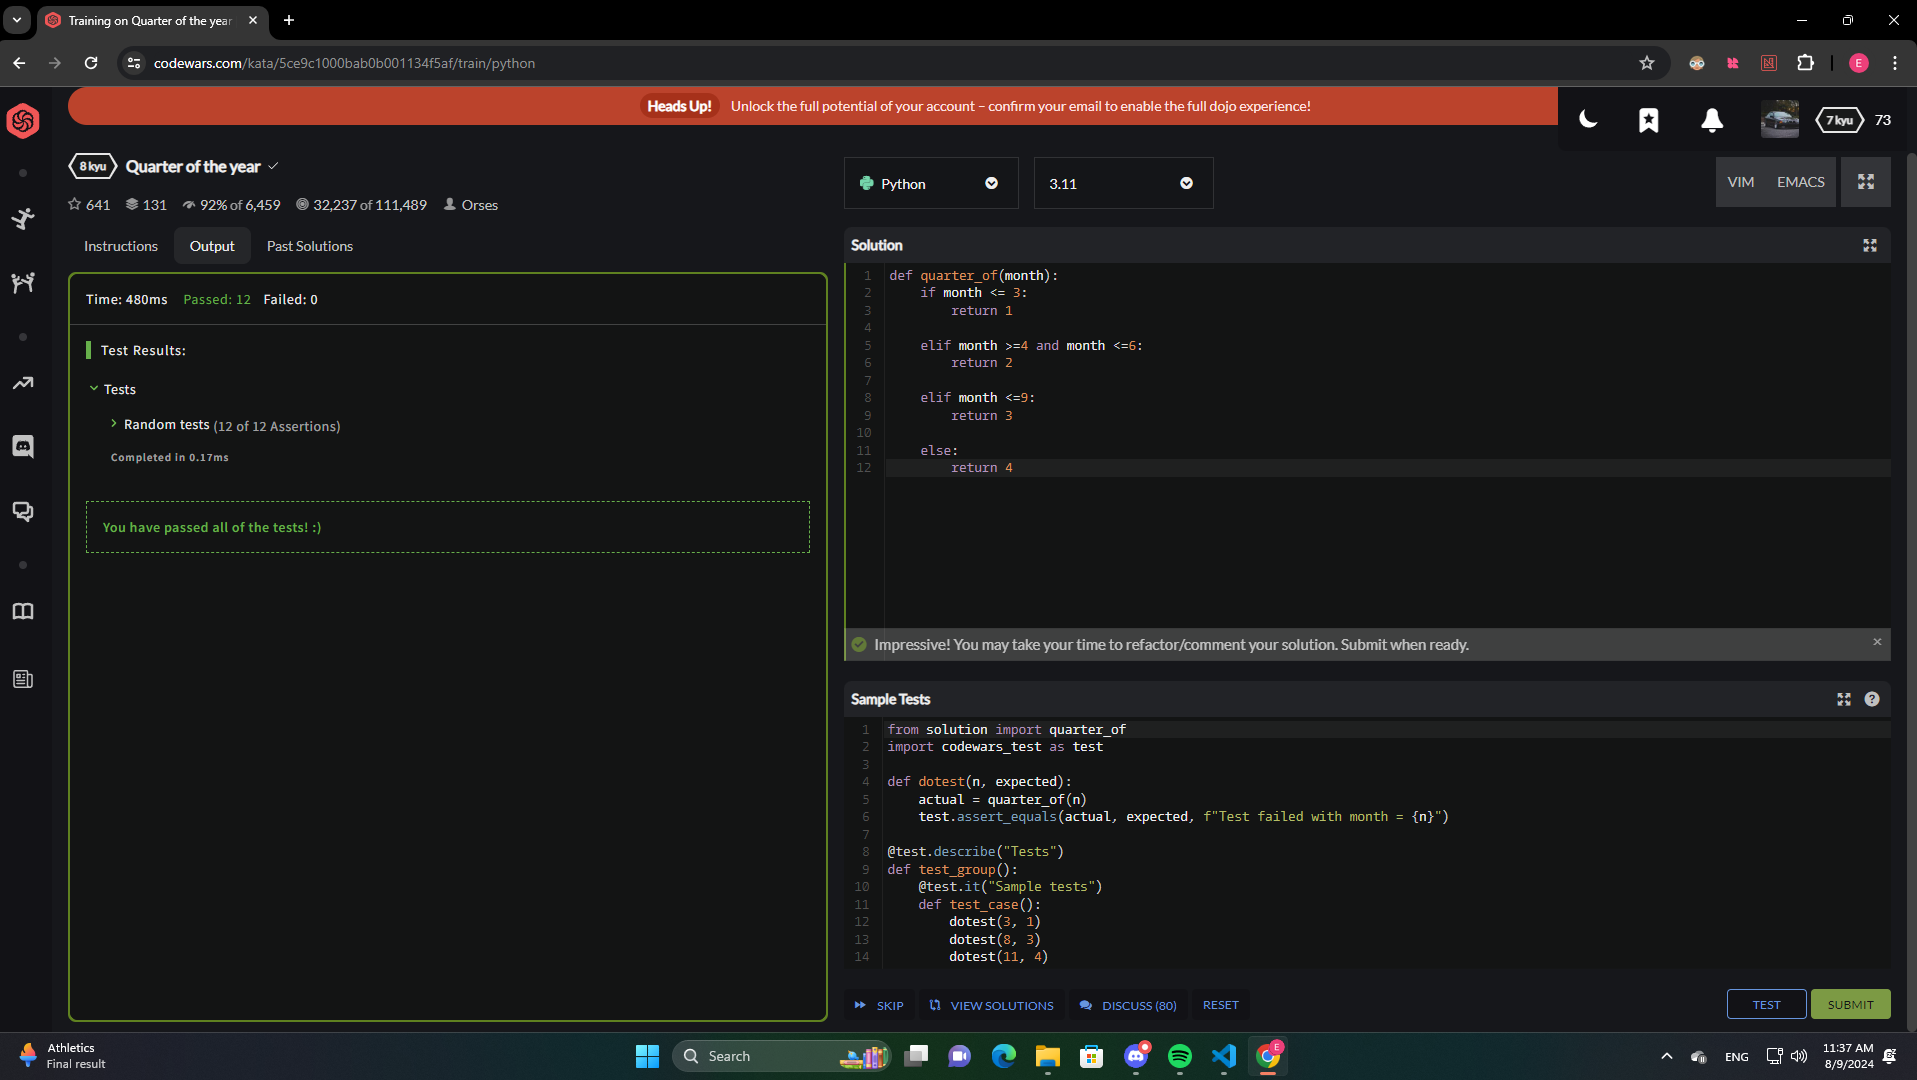 Training on Quarter of the year
codewars.com/kata/5ce9c1000bab0b001134f5af/train/python
E
Heads Up! Unlock the full potential of your account – confirm your email to enable the full dojo experience!
7 kyu 73
8 kyu Quarter of the year
641 131 92% of 6,459 32,237 of 111,489 Orses
Instructions Output Past Solutions
Time: 480ms Passed: 12 Failed: 0
Test Results:
Tests
Random tests (12 of 12 Assertions)
Completed in 0.17ms
You have passed all of the tests! :)
Python 3.11 VIM EMACS
Solution
1 def quarter_of(month):
2 if month <= 3:
3 return 1
4
5 elif month >=4 and month <=6:
6 return 2
7
8 elif month <=9:
9 return 3
10
11 else:
12 return 4
Impressive! You may take your time to refactor/comment your solution. Submit when ready.
Sample Tests
1 from solution import quarter_of
2 import codewars_test as test
3
4 def dotest(n, expected):
5 actual = quarter_of(n)
6 test.assert_equals(actual, expected, f"Test failed with month = {n}")
7
8 @test.describe("Tests")
9 def test_group():
10 @test.it("Sample tests")
11 def test_case():
12 dotest(3, 1)
13 dotest(8, 3)
14 dotest(11, 4)
SKIP VIEW SOLUTIONS DISCUSS (80) RESET TEST SUBMIT
Athletics
Final result
Search
E
ENG
11:37 AM
8/9/2024